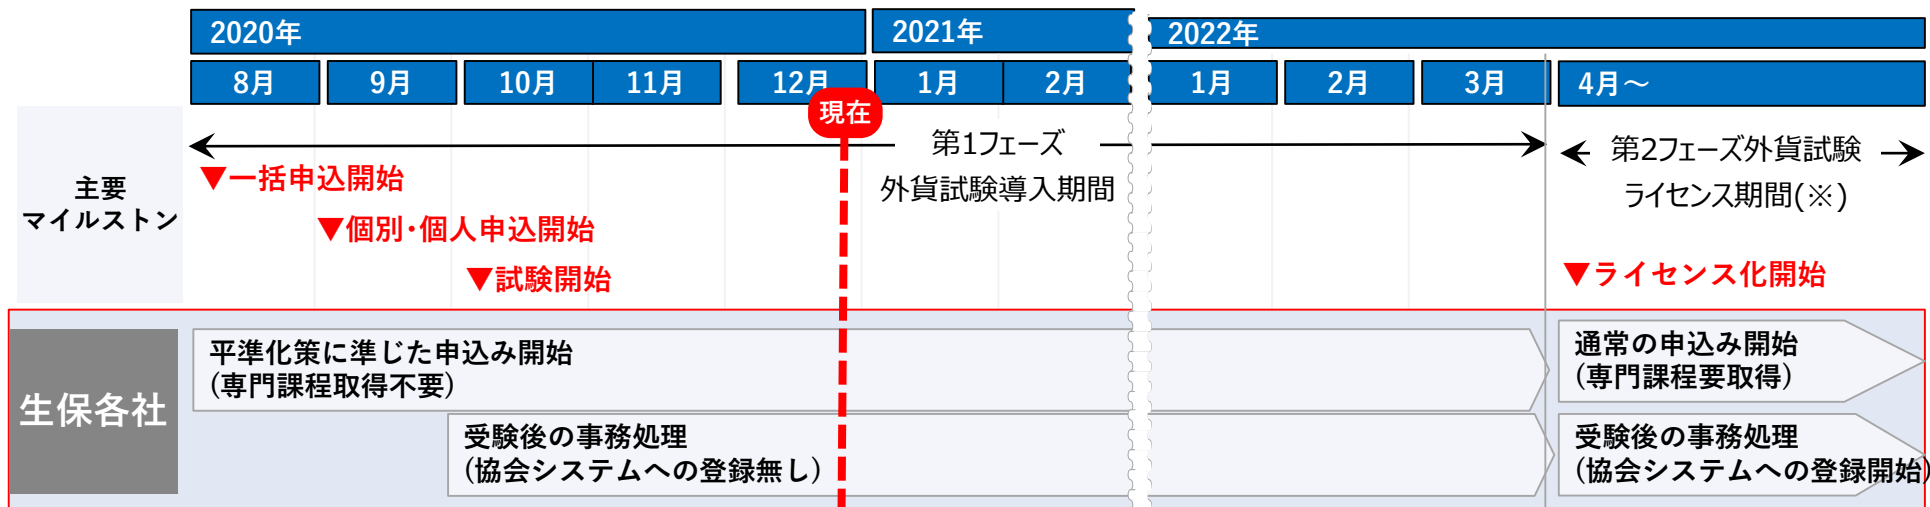 2020年
2021年
2022年
8月
9月
10月
11月
12月
1月
2月
1月
2月
3月
4月～
現在
主要
マイルストン
第1フェーズ
外貨試験導入期間
第2フェーズ外貨試験
ライセンス期間(※)
▼一括申込開始
▼個別・個人申込開始
▼試験開始
▼ライセンス化開始
生保各社
平準化策に準じた申込み開始
(専門課程取得不要)
通常の申込み開始
(専門課程要取得)
受験後の事務処理
(協会システムへの登録無し)
受験後の事務処理
(協会システムへの登録開始)